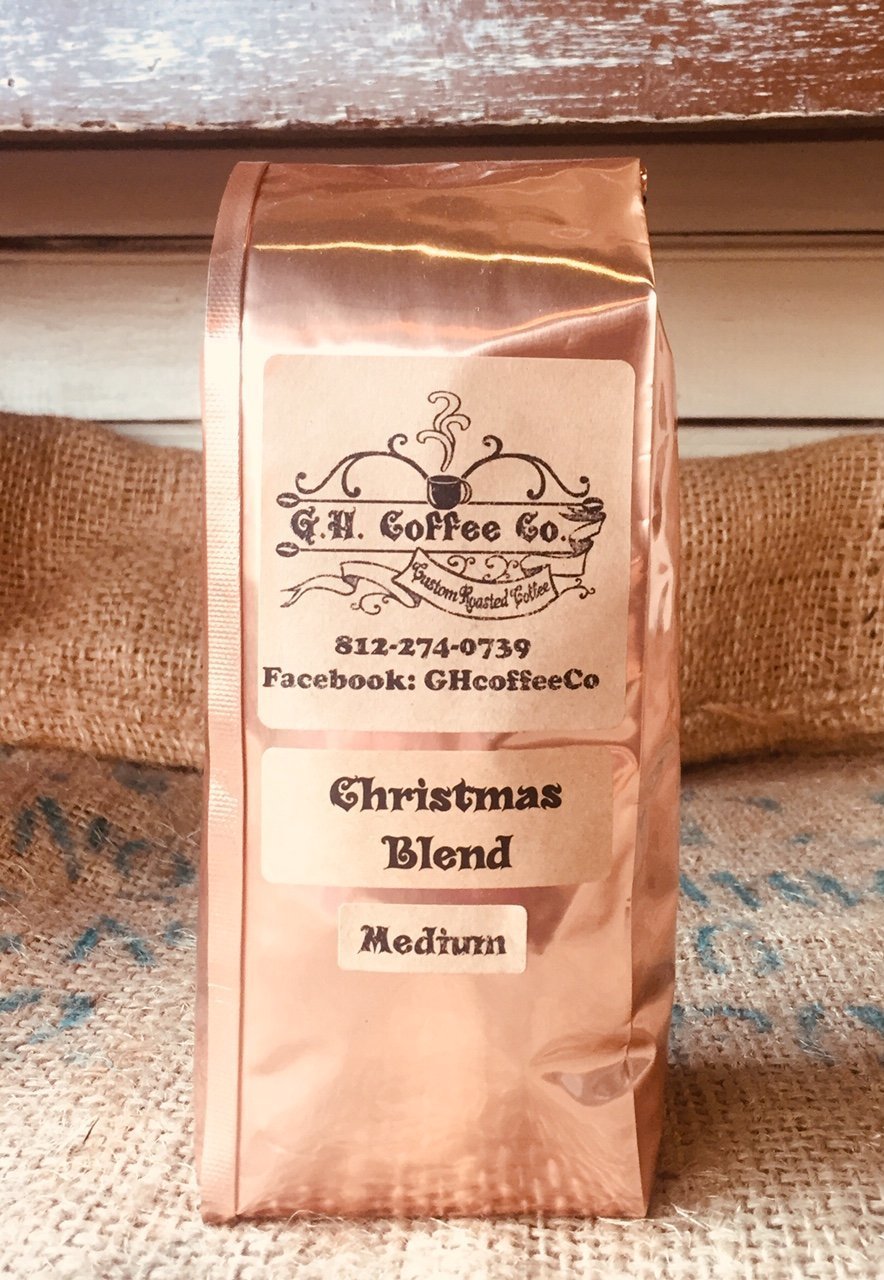 G.H. Coffee Co.
Custom Roasted Coffee
812-274-0739
Facebook: GHcoffeeCo
Christmas
Blend
Medium